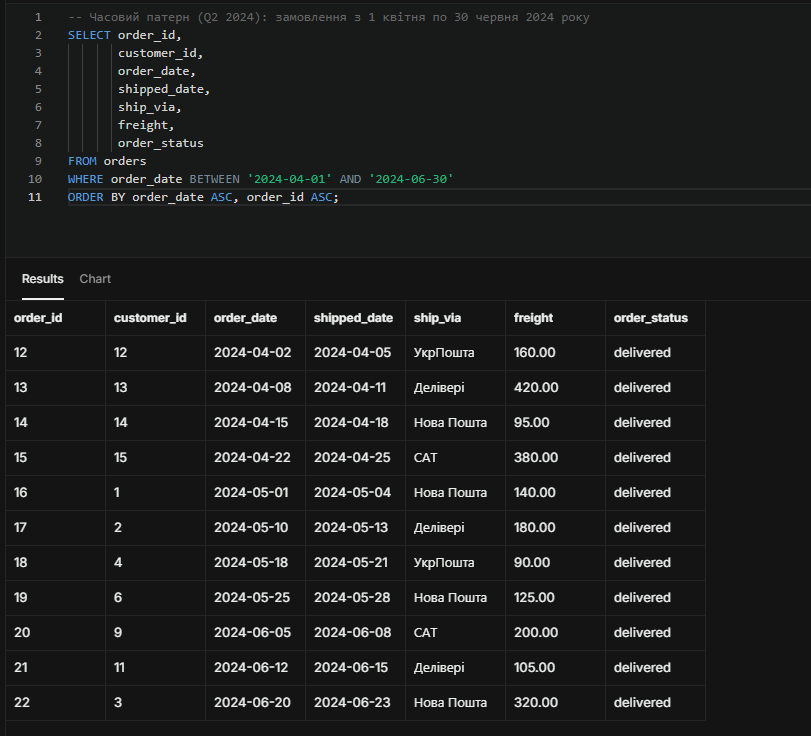 1 -- Часовий патерн (Q2 2024): замовлення з 1 квітня по 30 червня 2024 року
2 SELECT order_id,
3 customer_id,
4 order_date,
5 shipped_date,
6 ship_via,
7 freight,
8 order_status
9 FROM orders
10 WHERE order_date BETWEEN '2024-04-01' AND '2024-06-30'
11 ORDER BY order_date ASC, order_id ASC;
Results Chart
order_id customer_id order_date shipped_date ship_via freight order_status
12 12 2024-04-02 2024-04-05 УкрПошта 160.00 delivered
13 13 2024-04-08 2024-04-11 Делівері 420.00 delivered
14 14 2024-04-15 2024-04-18 Нова Пошта 95.00 delivered
15 15 2024-04-22 2024-04-25 САТ 380.00 delivered
16 1 2024-05-01 2024-05-04 Нова Пошта 140.00 delivered
17 2 2024-05-10 2024-05-13 Делівері 180.00 delivered
18 4 2024-05-18 2024-05-21 УкрПошта 90.00 delivered
19 6 2024-05-25 2024-05-28 Нова Пошта 125.00 delivered
20 9 2024-06-05 2024-06-08 САТ 200.00 delivered
21 11 2024-06-12 2024-06-15 Делівері 105.00 delivered
22 3 2024-06-20 2024-06-23 Нова Пошта 320.00 delivered